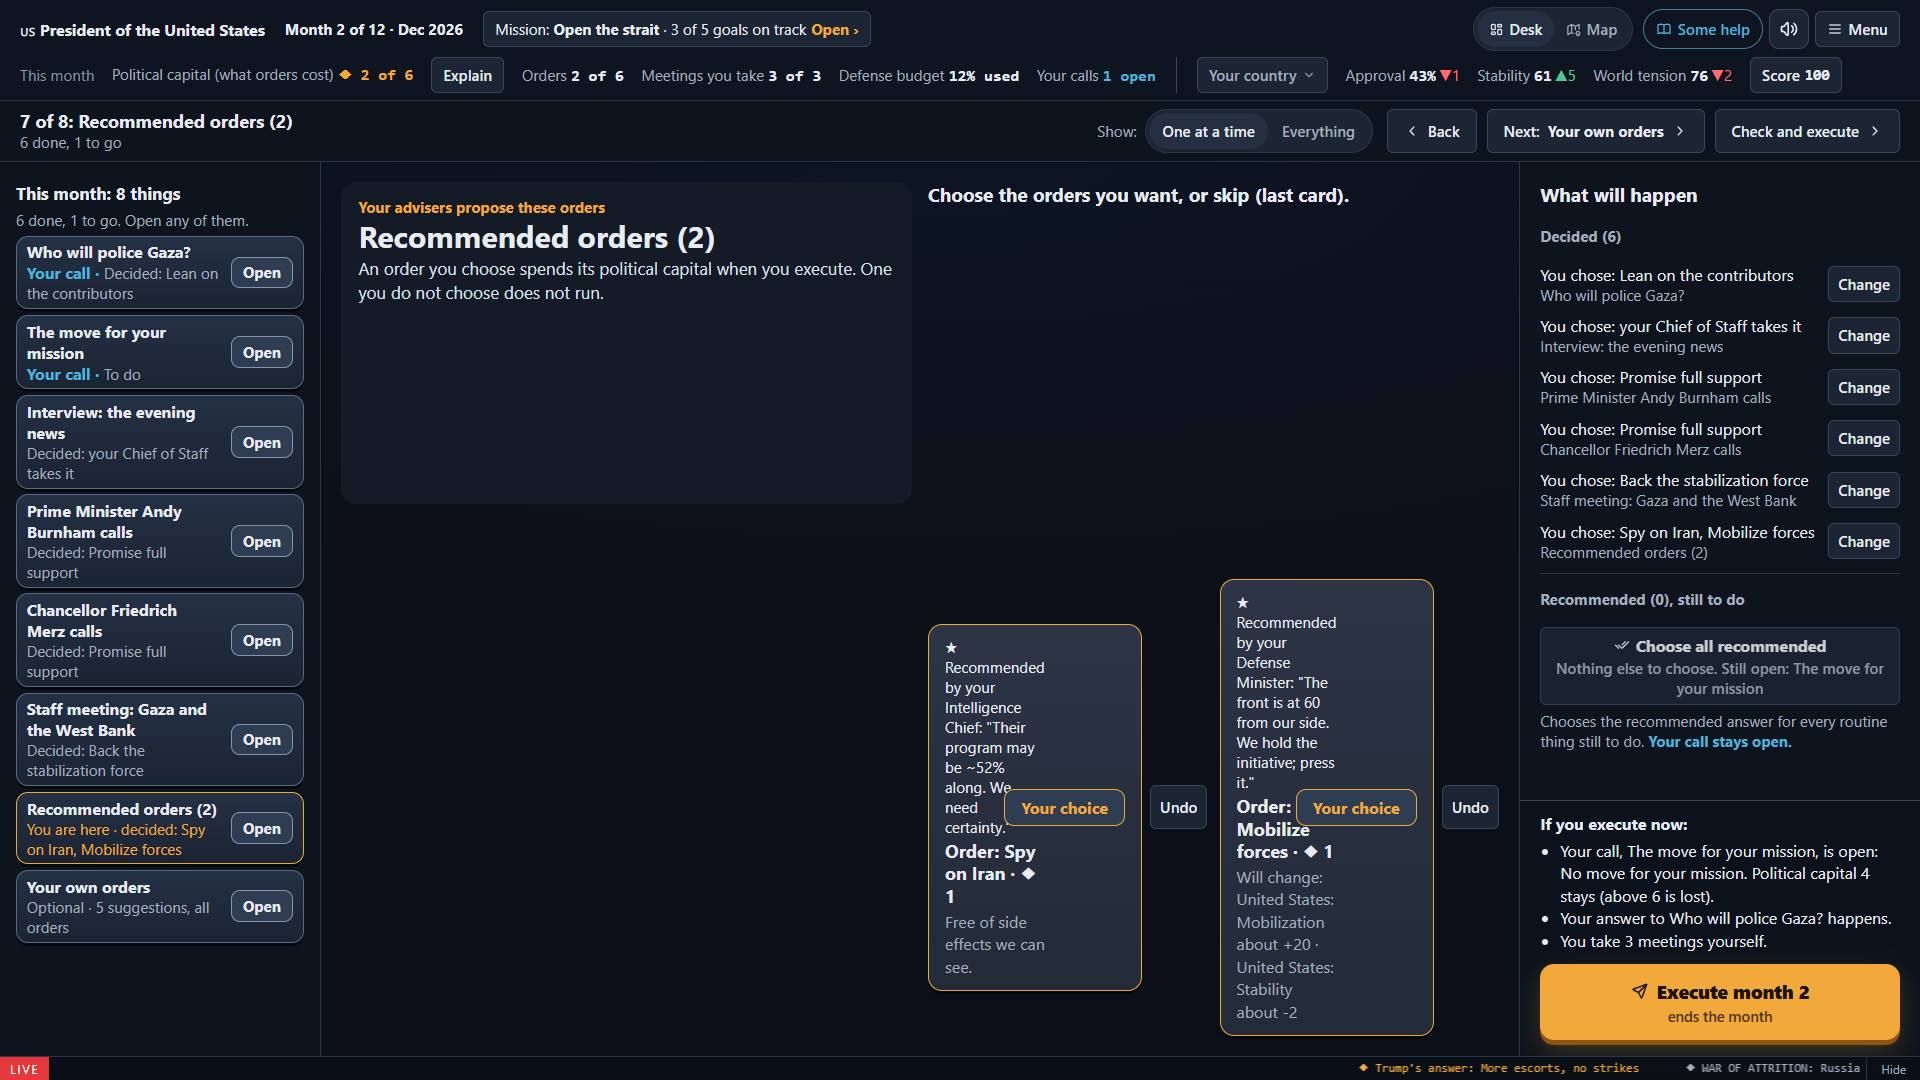 US President of the United States
Month 2 of 12 · Dec 2026
Mission: Open the strait · 3 of 5 goals on track Open ›
Desk
Map
Some help
Menu
This month
Political capital (what orders cost) ◆ 2 of 6
Explain
Orders 2 of 6
Meetings you take 3 of 3
Defense budget 12% used
Your calls 1 open
Your country
Approval 43% ▼1
Stability 61 ▲5
World tension 76 ▼2
Score 100
7 of 8: Recommended orders (2)
6 done, 1 to go
Show:
One at a time
Everything
Back
Next: Your own orders
Check and execute
This month: 8 things
6 done, 1 to go. Open any of them.
Who will police Gaza?
Your call · Decided: Lean on
the contributors
Open
The move for your
mission
Your call · To do
Open
Interview: the evening
news
Decided: your Chief of Staff
takes it
Open
Prime Minister Andy
Burnham calls
Decided: Promise full
support
Open
Chancellor Friedrich
Merz calls
Decided: Promise full
support
Open
Staff meeting: Gaza and
the West Bank
Decided: Back the
stabilization force
Open
Recommended orders (2)
You are here · decided: Spy
on Iran, Mobilize forces
Open
Your own orders
Optional · 5 suggestions, all
orders
Open
Your advisers propose these orders
Recommended orders (2)
An order you choose spends its political capital when you execute. One
you do not choose does not run.
Choose the orders you want, or skip (last card).
★
Recommended
by your
Intelligence
Chief: "Their
program may
be ~52%
along. We
need
certainty."
Order: Spy
on Iran · ◆
1
Free of side
effects we can
see.
Your choice
Undo
★
Recommended
by your
Defense
Minister: "The
front is at 60
from our side.
We hold the
initiative; press
it."
Order:
Mobilize
forces · ◆ 1
Will change:
United States:
Mobilization
about +20 ·
United States:
Stability
about -2
Your choice
Undo
What will happen
Decided (6)
You chose: Lean on the contributors
Who will police Gaza?
Change
You chose: your Chief of Staff takes it
Interview: the evening news
Change
You chose: Promise full support
Prime Minister Andy Burnham calls
Change
You chose: Promise full support
Chancellor Friedrich Merz calls
Change
You chose: Back the stabilization force
Staff meeting: Gaza and the West Bank
Change
You chose: Spy on Iran, Mobilize forces
Recommended orders (2)
Change
Recommended (0), still to do
Choose all recommended
Nothing else to choose. Still open: The move for
your mission
Chooses the recommended answer for every routine
thing still to do. Your call stays open.
If you execute now:
• Your call, The move for your mission, is open:
No move for your mission. Political capital 4
stays (above 6 is lost).
• Your answer to Who will police Gaza? happens.
• You take 3 meetings yourself.
Execute month 2
ends the month
LIVE
◆ Trump's answer: More escorts, no strikes
◆ WAR OF ATTRITION: Russia
Hide